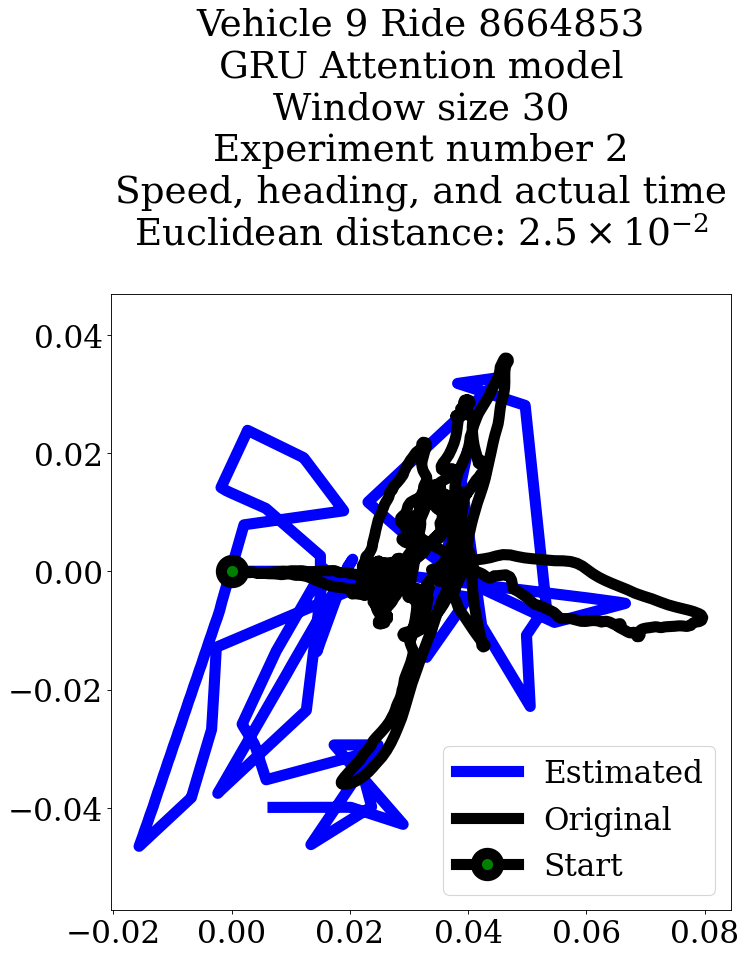 Vehicle 9 Ride 8664853
GRU Attention model
Window size 30
Experiment number 2
Speed, heading, and actual time
Euclidean distance: 2.5 × 10⁻²
0.04
0.02
0.00
−0.02
−0.04
Estimated
Original
Start
−0.02 0.00 0.02 0.04 0.06 0.08